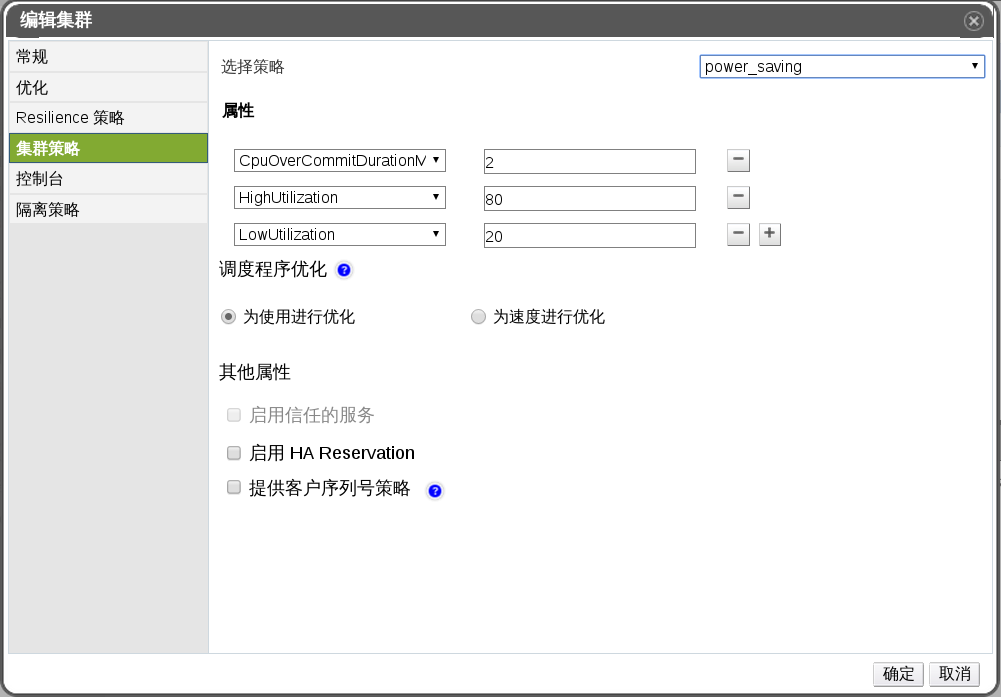 编辑集群
常规
优化
Resilience 策略
集群策略
控制台
隔离策略
选择策略 power_saving
属性
CpuOverCommitDurationM 2
HighUtilization 80
LowUtilization 20
调度程序优化 ?
为使用进行优化 为速度进行优化
其他属性
启用信任的服务
启用 HA Reservation
提供客户序列号策略 ?
确定 取消